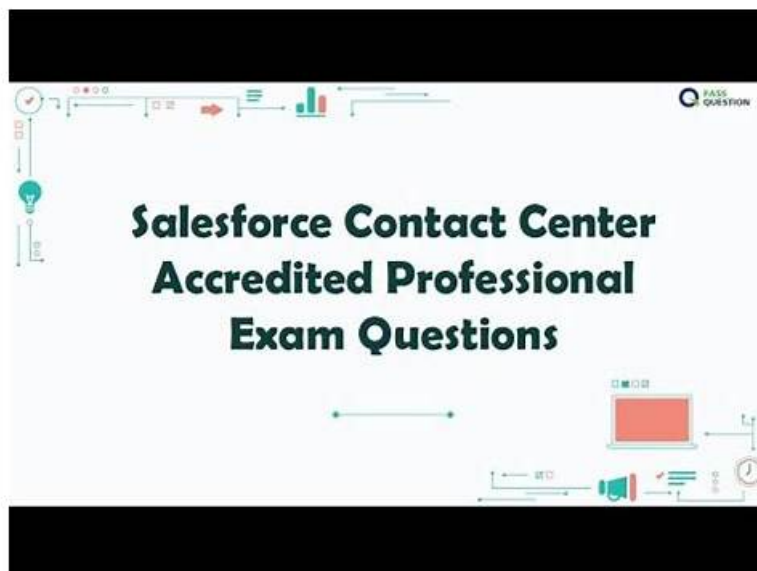 PASS
QUESTION
Salesforce Contact Center
Accredited Professional
Exam Questions